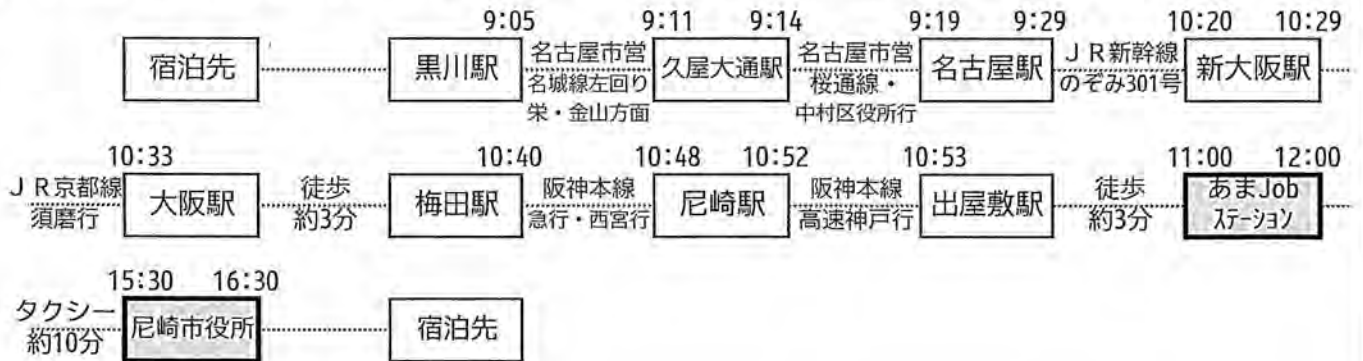 9:05 9:11 9:14 9:19 9:29 10:20 10:29
宿泊先 黒川駅 名古屋市営 久屋大通駅 名古屋市営 名古屋駅 JR新幹線 新大阪駅
名城線左回り 桜通線・ のぞみ301号
栄・金山方面 中村区役所行
10:33 10:40 10:48 10:52 10:53 11:00 12:00
JR京都線 大阪駅 徒歩 梅田駅 阪神本線 尼崎駅 阪神本線 出屋敷駅 徒歩 あまJob
須磨行 約3分 急行・西宮行 高速神戸行 約3分 ステーション
15:30 16:30
タクシー 尼崎市役所 宿泊先
約10分